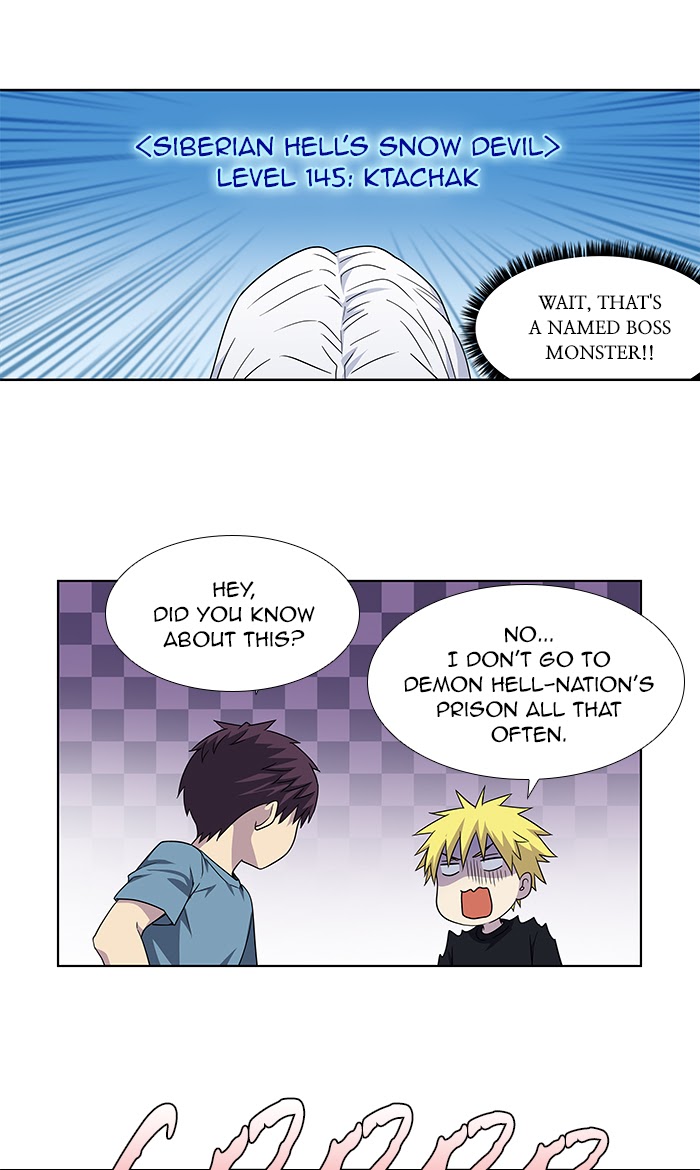 <SIBERIAN HELL'S SNOW DEVIL>
LEVEL 145: KTACHAK
WAIT, THAT'S
A NAMED BOSS
MONSTER!!
HEY,
DID YOU KNOW
ABOUT THIS?
NO...
I DON'T GO TO
DEMON HELL-NATION'S
PRISON ALL THAT
OFTEN.